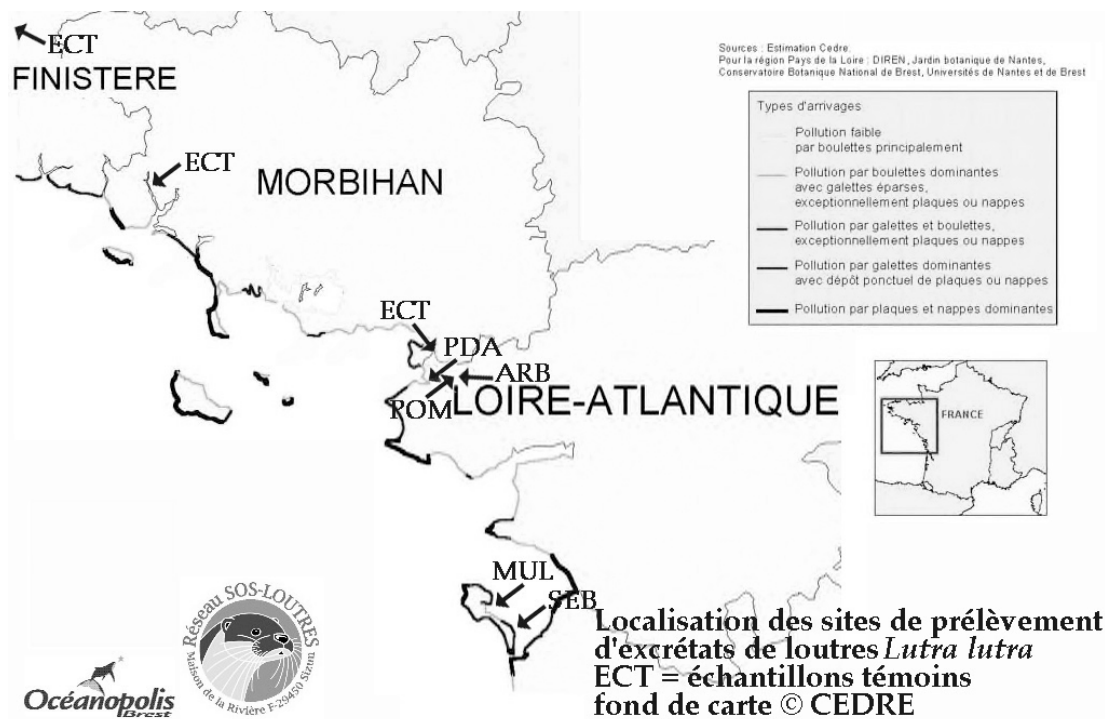 ECT
FINISTERE
Sources : Estimation Cedre.
Pour la région Pays de la Loire : DIREN, Jardin botanique de Nantes,
Conservatoire Botanique National de Brest, Universités de Nantes et de Brest
Types d'arrivages
Pollution faible
par boulettes principalement
Pollution par boulettes dominantes
avec galettes éparses,
exceptionnellement plaques ou nappes
Pollution par galettes et boulettes,
exceptionnellement plaques ou nappes
Pollution par galettes dominantes
avec dépôt ponctuel de plaques ou nappes
Pollution par plaques et nappes dominantes
ECT
MORBIHAN
ECT
PDA
ARB
POM
LOIRE-ATLANTIQUE
FRANCE
MUL
SEB
Localisation des sites de prélèvement
d'excrétats de loutres Lutra lutra
ECT = échantillons témoins
fond de carte © CEDRE
Réseau SOS-LOUTRES
Maison de la Rivière F-29450 Sizun
Océanopolis
Brest